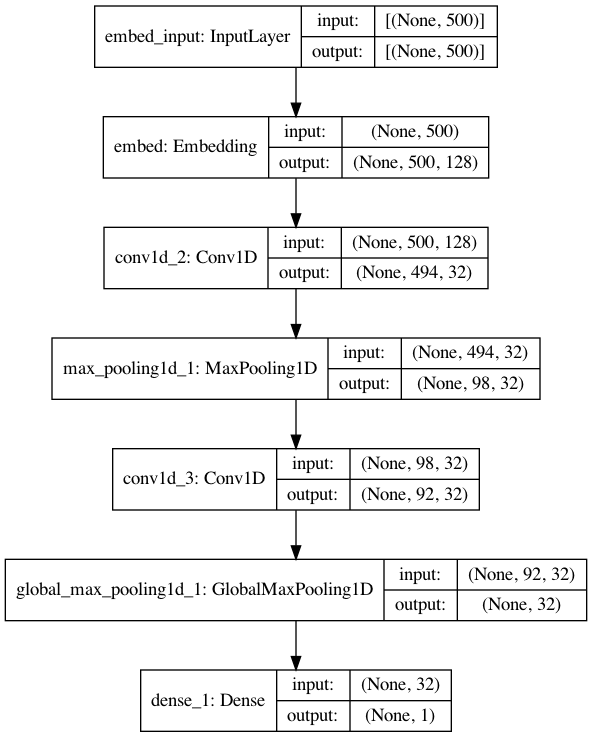 embed_input: InputLayer
input:
[(None, 500)]
output:
[(None, 500)]
embed: Embedding
input:
(None, 500)
output:
(None, 500, 128)
conv1d_2: Conv1D
input:
(None, 500, 128)
output:
(None, 494, 32)
max_pooling1d_1: MaxPooling1D
input:
(None, 494, 32)
output:
(None, 98, 32)
conv1d_3: Conv1D
input:
(None, 98, 32)
output:
(None, 92, 32)
global_max_pooling1d_1: GlobalMaxPooling1D
input:
(None, 92, 32)
output:
(None, 32)
dense_1: Dense
input:
(None, 32)
output:
(None, 1)